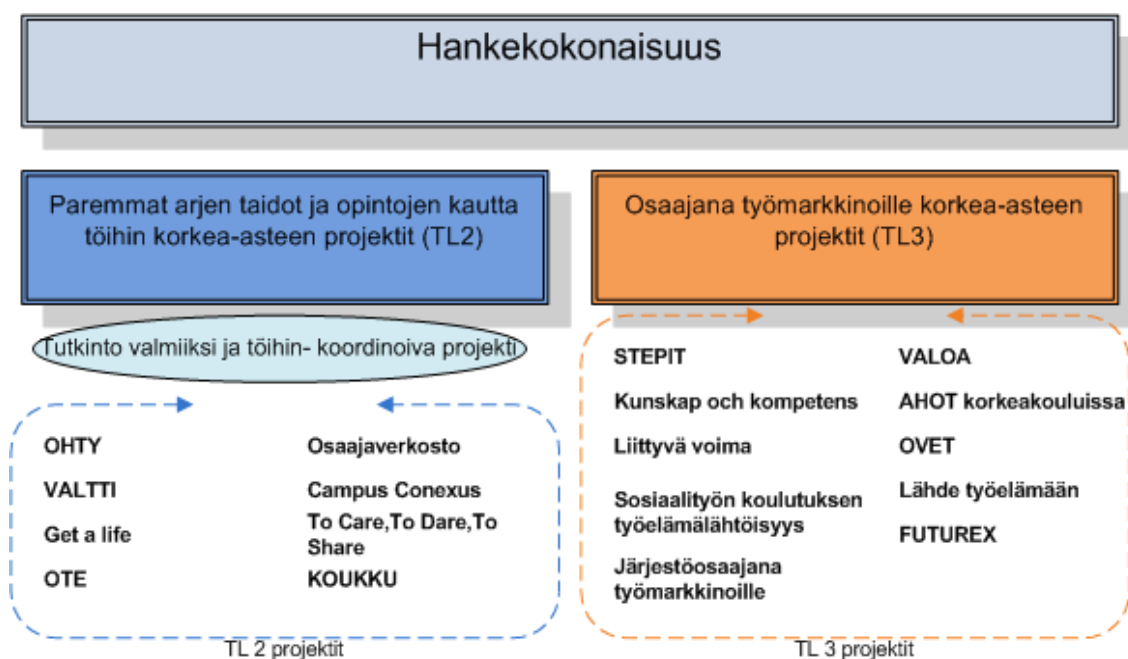 Hankekokonaisuus
Paremmat arjen taidot ja opintojen kautta
töihin korkea-asteen projektit (TL2)
Tutkinto valmiiksi ja töihin- koordinoiva projekti
OHTY
VALTTI
Get a life
OTE
Osaajaverkosto
Campus Conexus
To Care,To Dare,To
Share
KOUKKU
TL 2 projektit
Osaajana työmarkkinoille korkea-asteen
projektit (TL3)
STEPIT
Kunskap och kompetens
Liittyvä voima
Sosiaalityön koulutuksen
työelämälähtöisyys
Järjestöosaajana
työmarkkinoille
VALOA
AHOT korkeakouluissa
OVET
Lähde työelämään
FUTUREX
TL 3 projektit